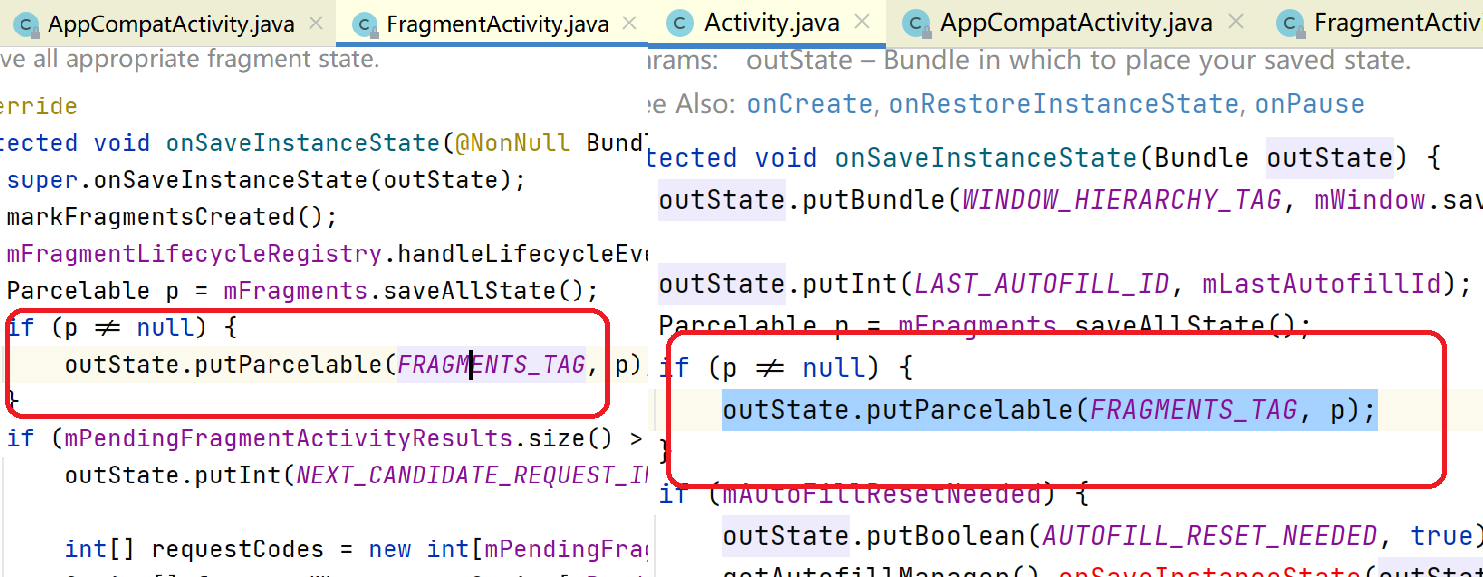 AppCompatActivity.java
FragmentActivity.java
ve all appropriate fragment state.
erride
tected void onSaveInstanceState(@NonNull Bund
super.onSaveInstanceState(outState);
markFragmentsCreated();
mFragmentLifecycleRegistry.handleLifecycleEve
Parcelable p = mFragments.saveAllState();
if (p ≠ null) {
outState.putParcelable(FRAGMENTS_TAG, p)
}
if (mPendingFragmentActivityResults.size() >
outState.putInt(NEXT_CANDIDATE_REQUEST_I
int[] requestCodes = new int[mPendingFra
Activity.java
AppCompatActivity.java
FragmentActivi
rams: outState – Bundle in which to place your saved state.
ee Also: onCreate, onRestoreInstanceState, onPause
tected void onSaveInstanceState(Bundle outState) {
outState.putBundle(WINDOW_HIERARCHY_TAG, mWindow.sav
outState.putInt(LAST_AUTOFILL_ID, mLastAutofillId);
Parcelable p = mFragments.saveAllState();
if (p ≠ null) {
outState.putParcelable(FRAGMENTS_TAG, p);
}
if (mAutoFillResetNeeded) {
outState.putBoolean(AUTOFILL_RESET_NEEDED, true)
getAutofillManager().onSaveInstanceState(outStat